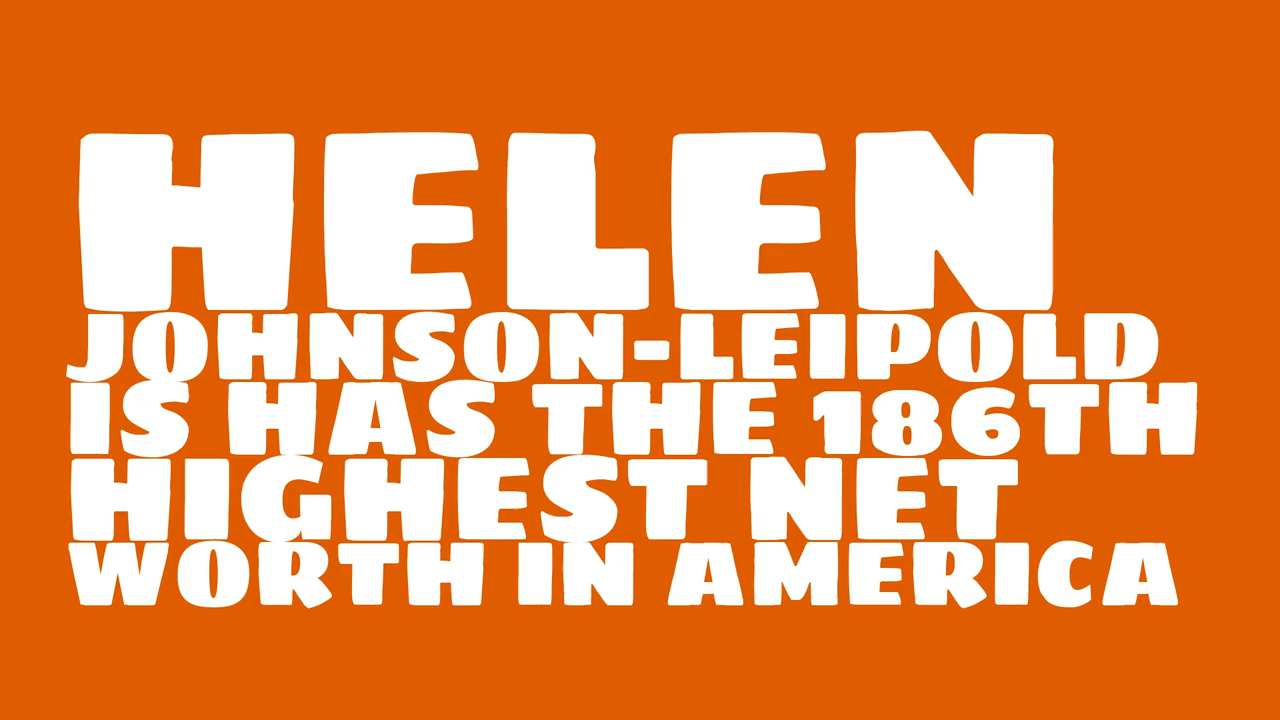 HELEN
JOHNSON-LEIPOLD
IS HAS THE 186TH
HIGHEST NET
WORTH IN AMERICA